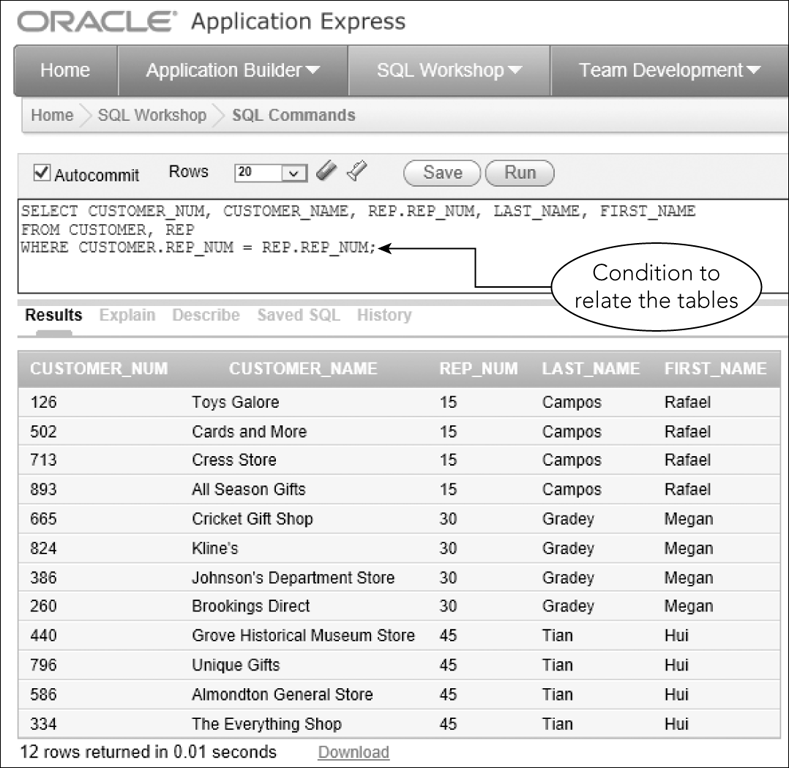 ORACLE® Application Express
Home Application Builder SQL Workshop Team Development
Home SQL Workshop SQL Commands
Autocommit Rows 20 Save Run
SELECT CUSTOMER_NUM, CUSTOMER_NAME, REP.REP_NUM, LAST_NAME, FIRST_NAME
FROM CUSTOMER, REP
WHERE CUSTOMER.REP_NUM = REP.REP_NUM;
Condition to
relate the tables
Results Explain Describe Saved SQL History
CUSTOMER_NUM CUSTOMER_NAME REP_NUM LAST_NAME FIRST_NAME
126 Toys Galore 15 Campos Rafael
502 Cards and More 15 Campos Rafael
713 Cress Store 15 Campos Rafael
893 All Season Gifts 15 Campos Rafael
665 Cricket Gift Shop 30 Gradey Megan
824 Kline's 30 Gradey Megan
386 Johnson's Department Store 30 Gradey Megan
260 Brookings Direct 30 Gradey Megan
440 Grove Historical Museum Store 45 Tian Hui
796 Unique Gifts 45 Tian Hui
586 Almondton General Store 45 Tian Hui
334 The Everything Shop 45 Tian Hui
12 rows returned in 0.01 seconds Download